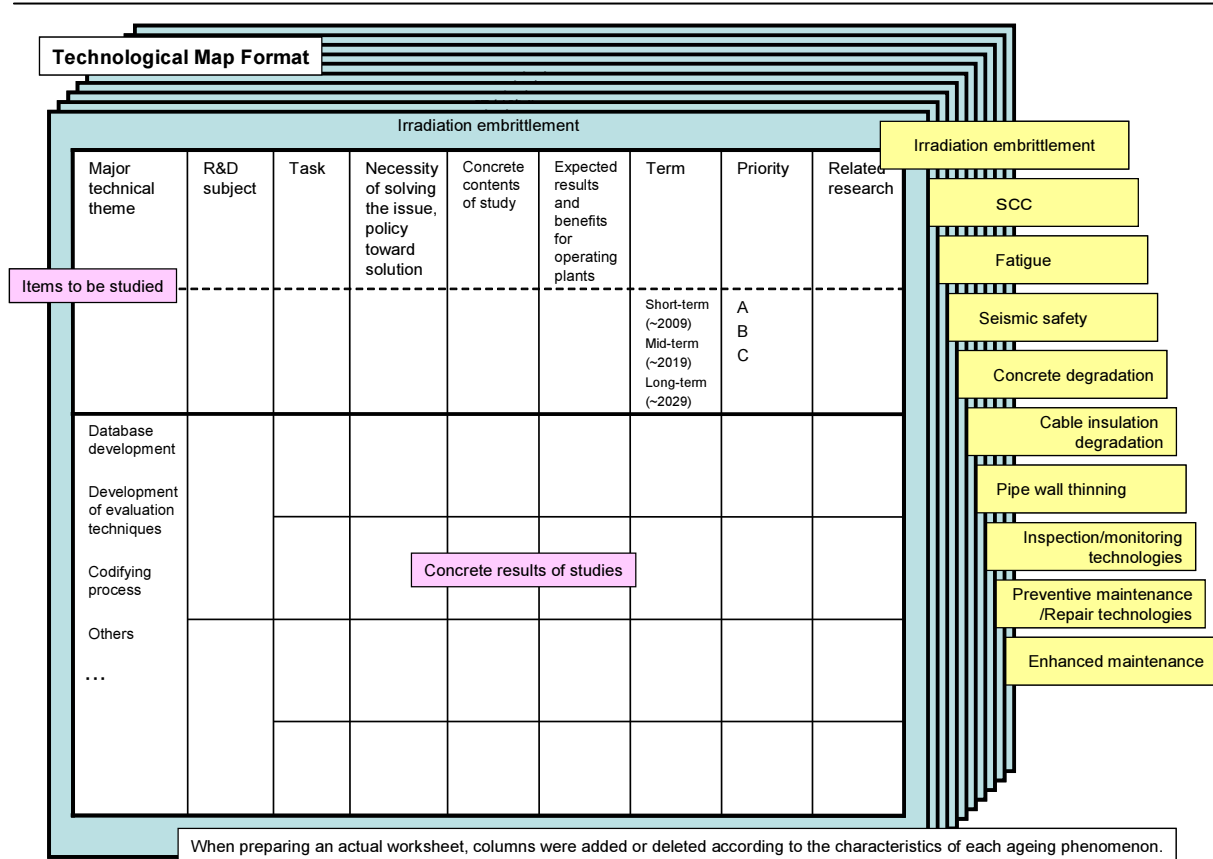 Technological Map Format
Irradiation embrittlement
Major
technical
theme
R&D
subject
Task
Necessity
of solving
the issue,
policy
toward
solution
Concrete
contents
of study
Expected
results
and
benefits
for
operating
plants
Term
Priority
Related
research
Items to be studied
Short-term
(~2009)
Mid-term
(~2019)
Long-term
(~2029)
A
B
C
Database
development
Development
of evaluation
techniques
Codifying
process
Others
…
Concrete results of studies
Irradiation embrittlement
SCC
Fatigue
Seismic safety
Concrete degradation
Cable insulation
degradation
Pipe wall thinning
Inspection/monitoring
technologies
Preventive maintenance
/Repair technologies
Enhanced maintenance
When preparing an actual worksheet, columns were added or deleted according to the characteristics of each ageing phenomenon.